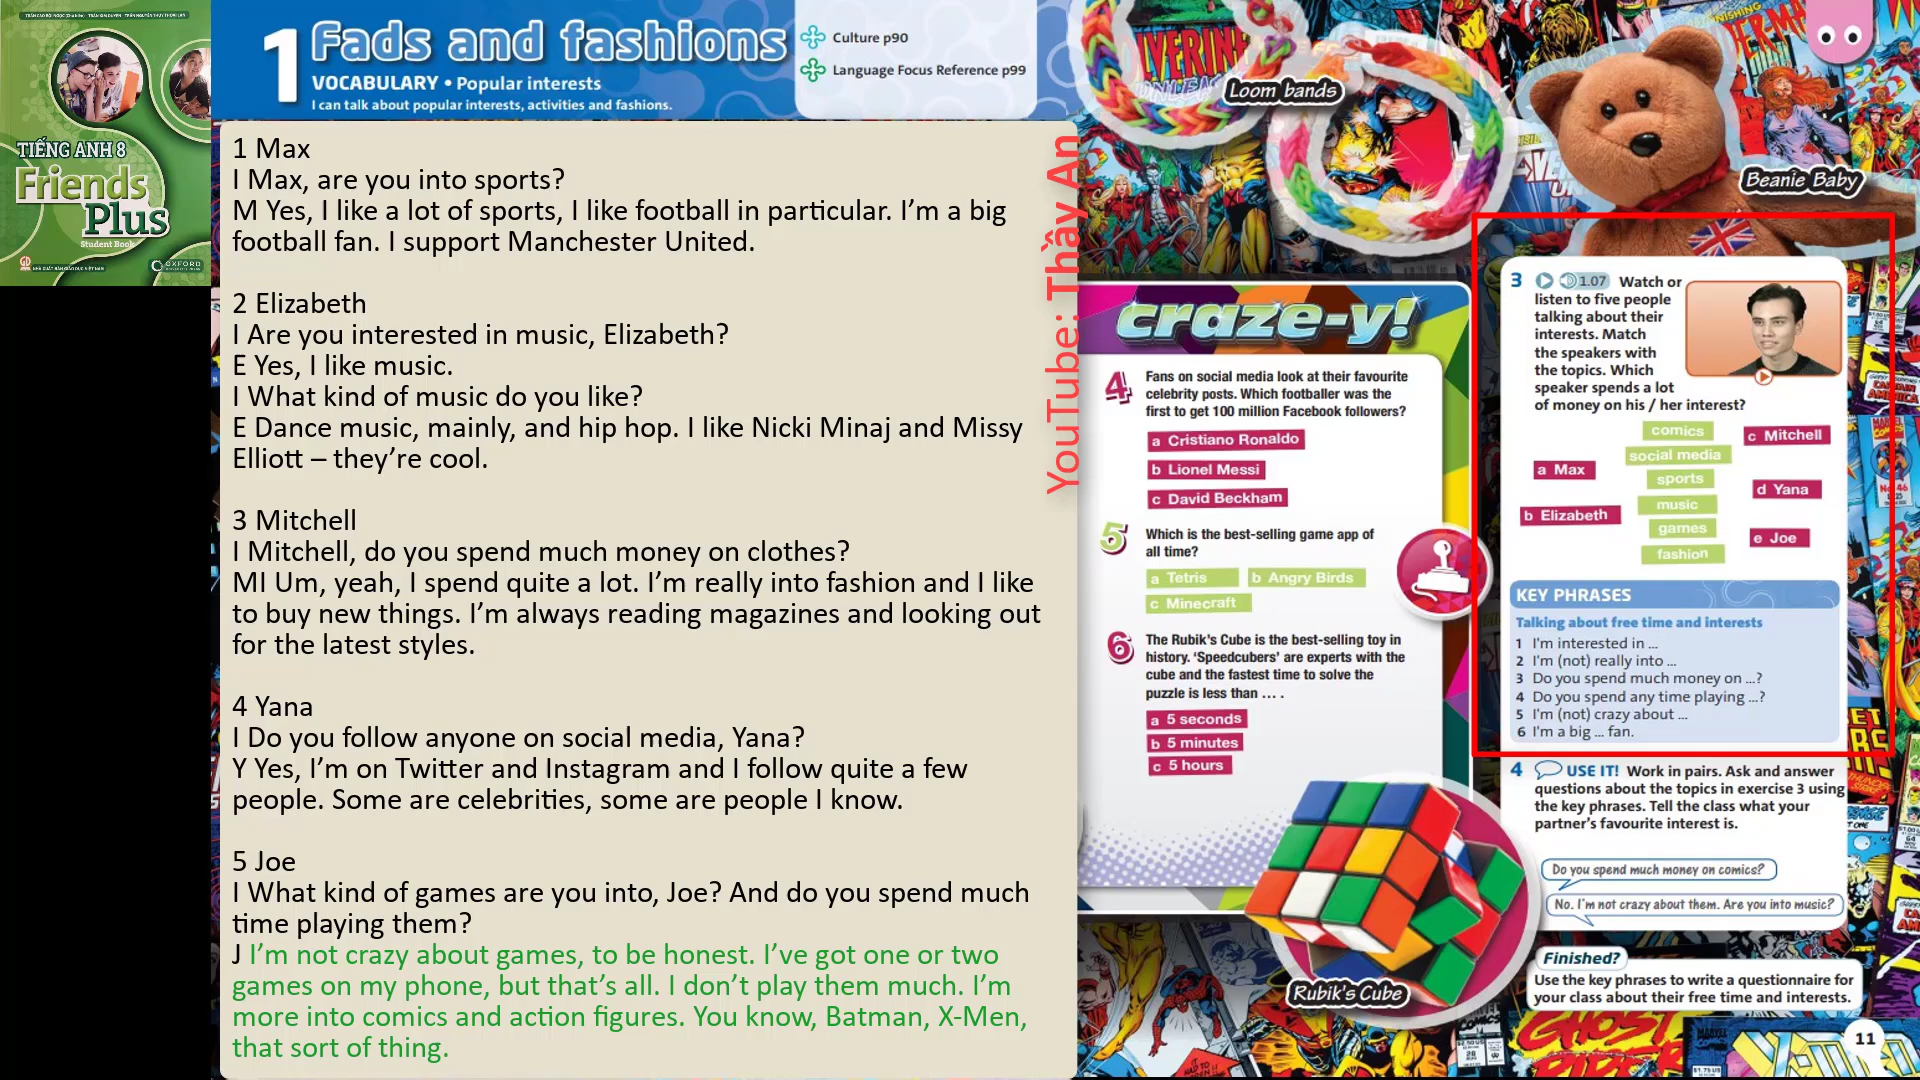 TIẾNG ANH 8
Friends
Plus
Student Book
NHÀ XUẤT BẢN GIÁO DỤC VIỆT NAM
OXFORD
1 Fads and fashions
VOCABULARY • Popular interests
I can talk about popular interests, activities and fashions.
Culture p90
Language Focus Reference p99
1 Max
I Max, are you into sports?
M Yes, I like a lot of sports, I like football in particular. I’m a big
football fan. I support Manchester United.
2 Elizabeth
I Are you interested in music, Elizabeth?
E Yes, I like music.
I What kind of music do you like?
E Dance music, mainly, and hip hop. I like Nicki Minaj and Missy
Elliott – they’re cool.
3 Mitchell
I Mitchell, do you spend much money on clothes?
MI Um, yeah, I spend quite a lot. I’m really into fashion and I like
to buy new things. I’m always reading magazines and looking out
for the latest styles.
4 Yana
I Do you follow anyone on social media, Yana?
Y Yes, I’m on Twitter and Instagram and I follow quite a few
people. Some are celebrities, some are people I know.
5 Joe
I What kind of games are you into, Joe? And do you spend much
time playing them?
J I’m not crazy about games, to be honest. I’ve got one or two
games on my phone, but that’s all. I don’t play them much. I’m
more into comics and action figures. You know, Batman, X-Men,
that sort of thing.
YouTube: Thầy An
WOLVERINE
Loom bands
Beanie Baby
craze-y!
4 Fans on social media look at their favourite
celebrity posts. Which footballer was the
first to get 100 million Facebook followers?
a Cristiano Ronaldo
b Lionel Messi
c David Beckham
5 Which is the best-selling game app of
all time?
a Tetris b Angry Birds
c Minecraft
6 The Rubik’s Cube is the best-selling toy in
history. ‘Speedcubers’ are experts with the
cube and the fastest time to solve the
puzzle is less than … .
a 5 seconds
b 5 minutes
c 5 hours
Rubik’s Cube
3 1.07 Watch or
listen to five people
talking about their
interests. Match
the speakers with
the topics. Which
speaker spends a lot
of money on his / her interest?
comics
social media
sports
music
games
fashion
a Max
b Elizabeth
c Mitchell
d Yana
e Joe
KEY PHRASES
Talking about free time and interests
1 I'm interested in ...
2 I'm (not) really into ...
3 Do you spend much money on ...?
4 Do you spend any time playing ...?
5 I'm (not) crazy about ...
6 I'm a big ... fan.
4 USE IT! Work in pairs. Ask and answer
questions about the topics in exercise 3 using
the key phrases. Tell the class what your
partner’s favourite interest is.
Do you spend much money on comics?
No. I’m not crazy about them. Are you into music?
Finished?
Use the key phrases to write a questionnaire for
your class about their free time and interests.
11